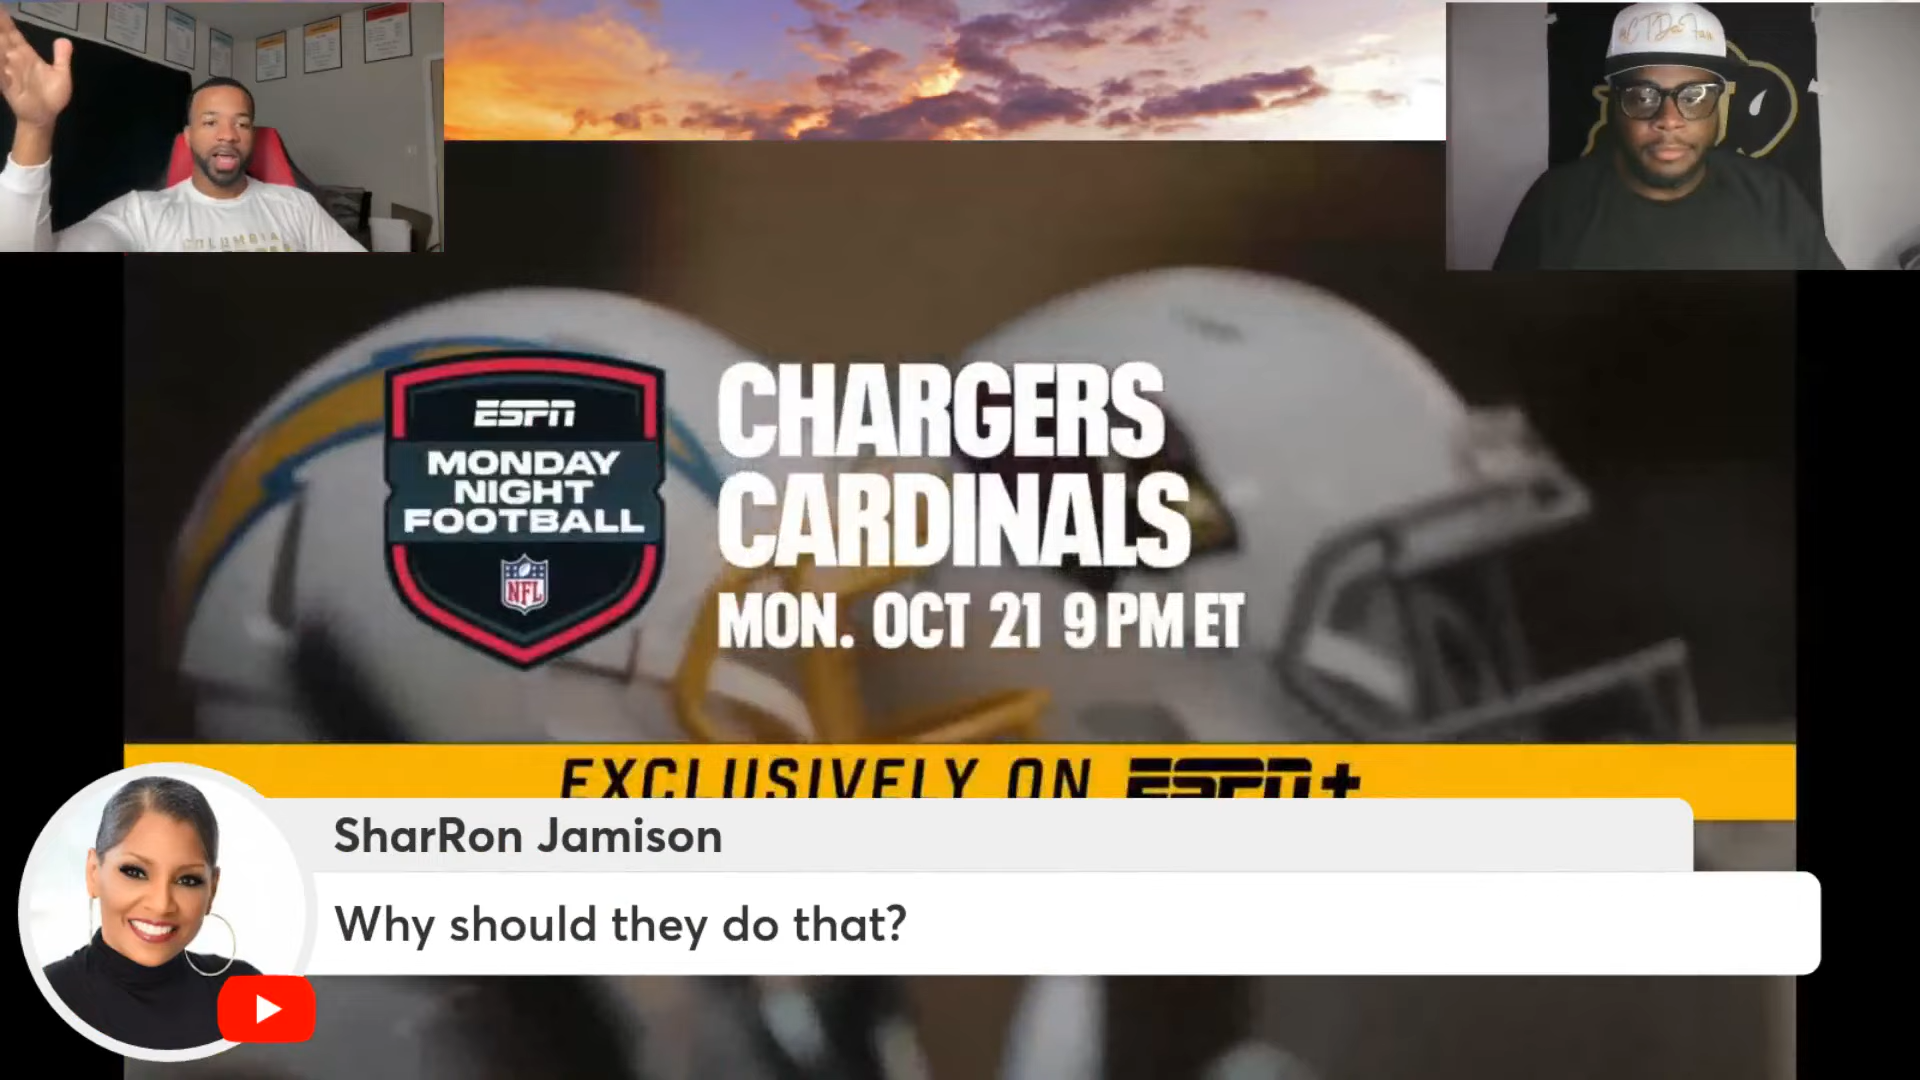 COLUMBIA
ESPN
MONDAY
NIGHT
FOOTBALL
NFL
CHARGERS
CARDINALS
MON. OCT 21 9 PM ET
EXCLUSIVELY ON ESPN+
SharRon Jamison
Why should they do that?